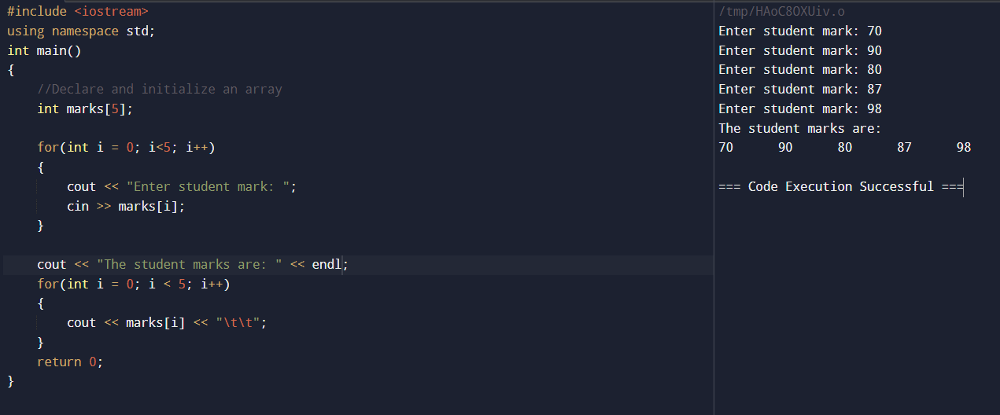 #include <iostream>
using namespace std;
int main()
{
    //Declare and initialize an array
    int marks[5];

    for(int i = 0; i<5; i++)
    {
        cout << "Enter student mark: ";
        cin >> marks[i];
    }

    cout << "The student marks are: " << endl;
    for(int i = 0; i < 5; i++)
    {
        cout << marks[i] << "\t\t";
    }
    return 0;
}
/tmp/HAoC8OXUiv.o
Enter student mark: 70
Enter student mark: 90
Enter student mark: 80
Enter student mark: 87
Enter student mark: 98
The student marks are:
70      90      80      87      98

=== Code Execution Successful ===